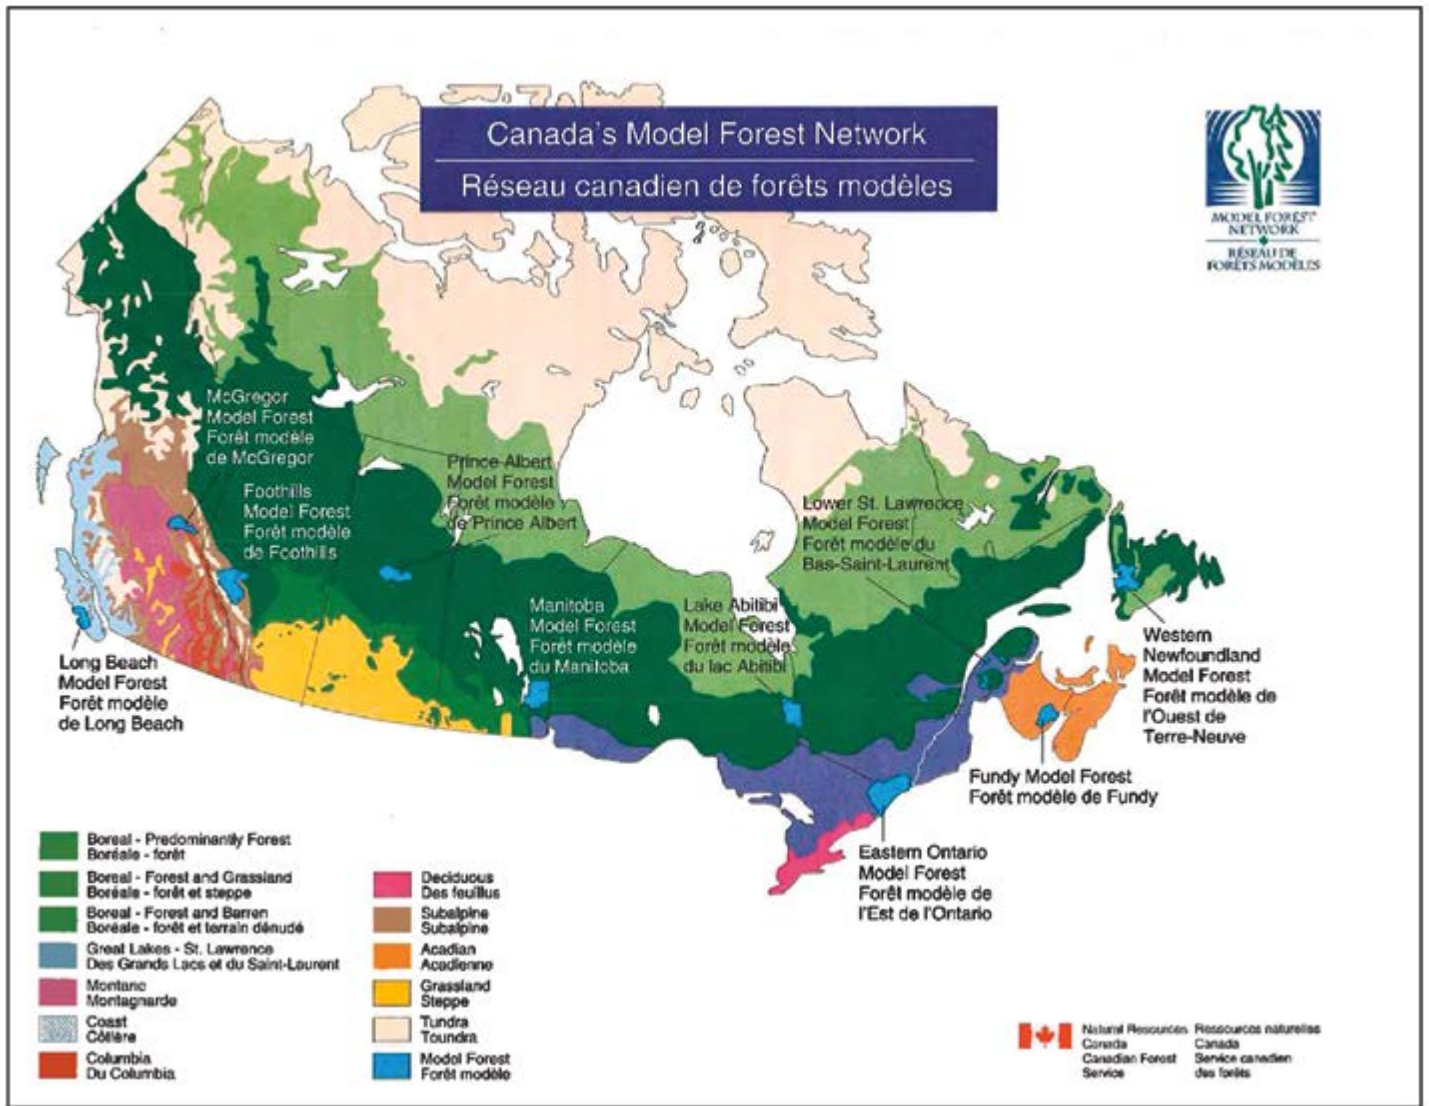 Canada's Model Forest Network
Réseau canadien de forêts modèles
MODEL FOREST
NETWORK
RÉSEAU DE
FORÊTS MODÈLES
McGregor
Model Forest
Forêt modèle
de McGregor
Foothills
Model Forest
Forêt modèle
de Foothills
Prince Albert
Model Forest
Forêt modèle
de Prince Albert
Lower St. Lawrence
Model Forest
Forêt modèle du
Bas-Saint-Laurent
Manitoba
Model Forest
Forêt modèle
du Manitoba
Lake Abitibi
Model Forest
Forêt modèle
du lac Abitibi
Long Beach
Model Forest
Forêt modèle
de Long Beach
Western
Newfoundland
Model Forest
Forêt modèle de
l'Ouest de
Terre-Neuve
Fundy Model Forest
Forêt modèle de Fundy
Eastern Ontario
Model Forest
Forêt modèle de
l'Est de l'Ontario
Boreal - Predominantly Forest
Boréale - forêt
Boreal - Forest and Grassland
Boréale - forêt et steppe
Boreal - Forest and Barren
Boréale - forêt et terrain dénudé
Great Lakes - St. Lawrence
Des Grands Lacs et du Saint-Laurent
Montane
Montagnarde
Coast
Côtière
Columbia
Du Columbia
Deciduous
Des feuillus
Subalpine
Subalpine
Acadian
Acadienne
Grassland
Steppe
Tundra
Toundra
Model Forest
Forêt modèle
Natural Resources
Canada
Canadian Forest
Service
Ressources naturelles
Canada
Service canadien
des forêts